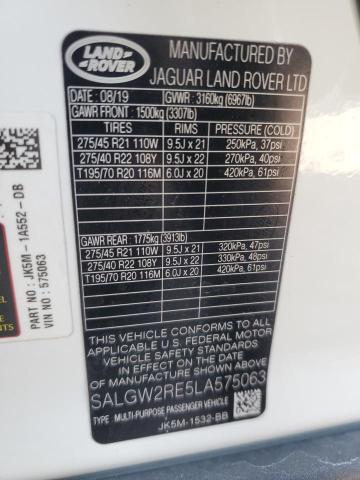 LAND
ROVER
MANUFACTURED BY
JAGUAR LAND ROVER LTD
DATE : 08/19 GVWR : 3160kg (6967lb)
GAWR FRONT : 1500kg (3307lb)
TIRES RIMS PRESSURE (COLD)
275/45 R21 110W 9.5J x 21 250kPa, 37psi
275/40 R22 108Y 9.5J x 22 270kPa, 40psi
T195/70 R20 116M 6.0J x 20 420kPa, 61psi
GAWR REAR : 1775kg (3913lb)
275/45 R21 110W 9.5J x 21 320kPa, 47psi
275/40 R22 108Y 9.5J x 22 330kPa, 48psi
T195/70 R20 116M 6.0J x 20 420kPa, 61psi
THIS VEHICLE CONFORMS TO ALL
APPLICABLE U.S. FEDERAL MOTOR
VEHICLE SAFETY AND THEFT
PREVENTION STANDARDS IN EFFECT
ON THE DATE OF MANUFACTURE
SHOWN ABOVE.
SALGW2RE5LA575063
TYPE: MULTI-PURPOSE PASSENGER VEHICLE
JK5M-1532-BB
PART NO : JK5M-1A552-DB
VIN : 575063